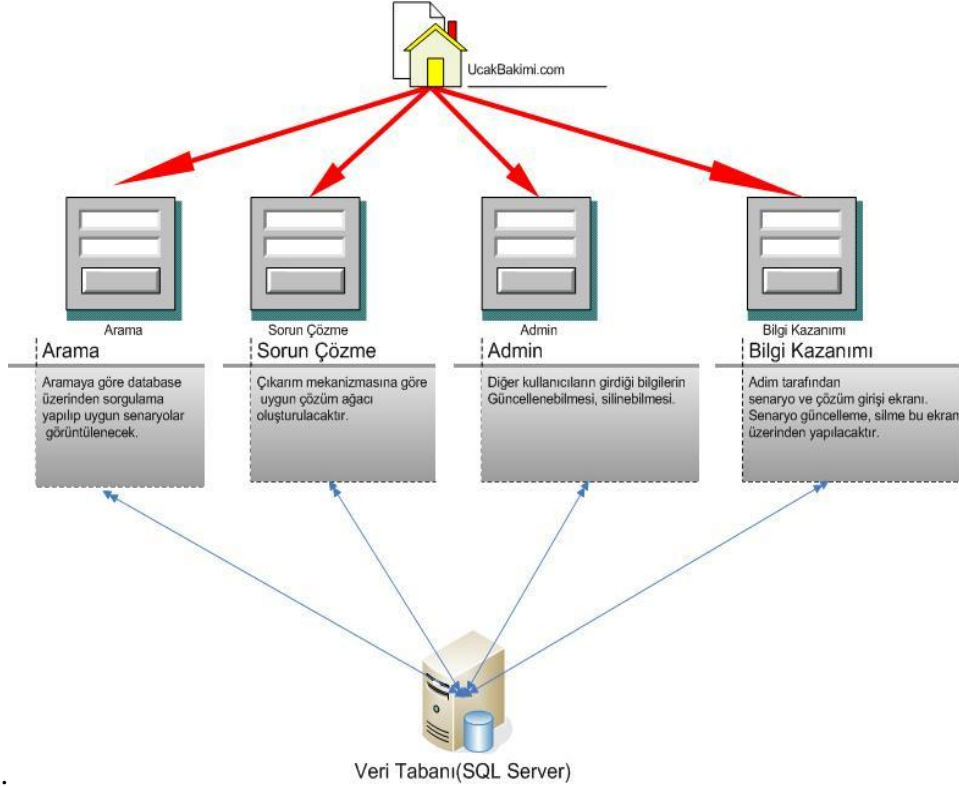 UcakBakimi.com
Arama
Sorun Çözme
Admin
Bilgi Kazanımı
Arama
Aramaya göre database
üzerinden sorgulama
yapılıp uygun senaryolar
görüntülenecek.
Sorun Çözme
Çıkarım mekanizmasına göre
uygun çözüm ağacı
oluşturulacaktır.
Admin
Diğer kullanıcıların girdiği bilgilerin
Güncellenebilmesi, silinebilmesi.
Bilgi Kazanımı
Adim tarafından
senaryo ve çözüm girişi ekranı.
Senaryo güncelleme, silme bu ekran
üzerinden yapılacaktır.
Veri Tabanı(SQL Server)
.